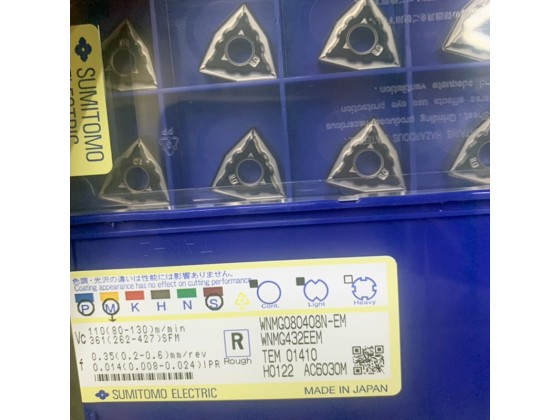 SUMITOMO
ELECTRIC
色調・光沢の違いは性能には影響ありません。
Coating appearance has no effect on cutting performance
P M K H N S
Cont. Light Heavy
Vc 110(80-130)m/min
361(262-427)SFM
f 0.35(0.2-0.6)mm/rev
0.014(0.008-0.024)IPR
R
Rough
WNMG080408N-EM
WNMG432EEM
TEM 01410
H0122 AC6030M
SUMITOMO ELECTRIC
MADE IN JAPAN